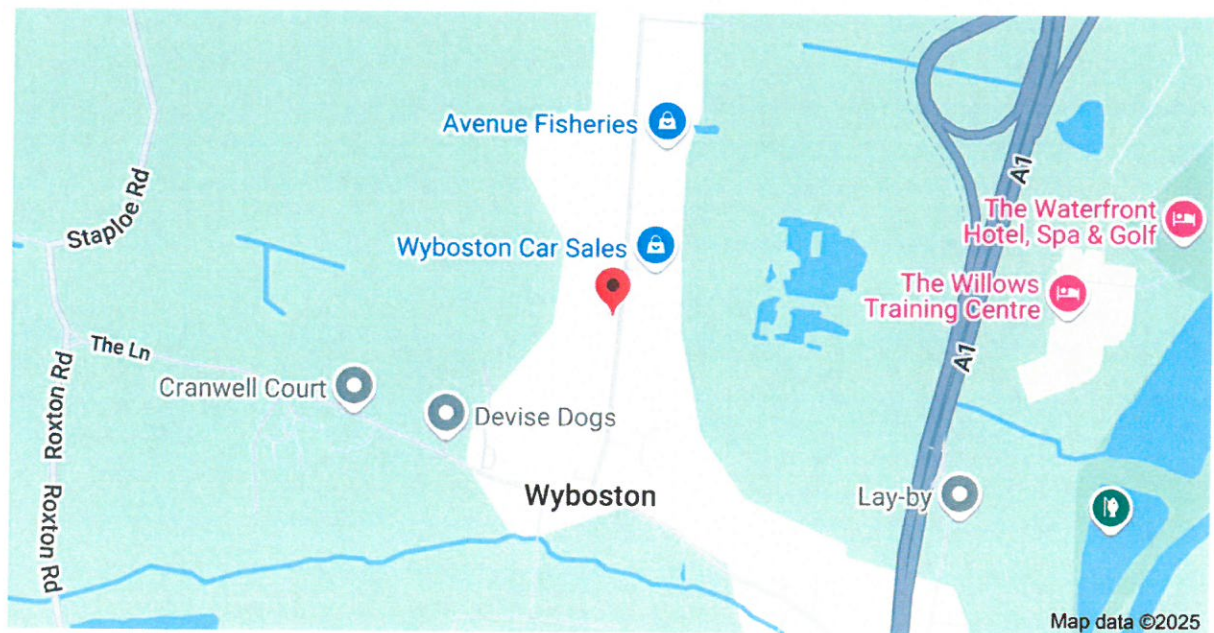 Avenue Fisheries
A1
Staploe Rd
The Waterfront
Hotel, Spa & Golf
Wyboston Car Sales
The Willows
Training Centre
The Ln
A1
Cranwell Court
Roxton Rd
Devise Dogs
Wyboston
Lay-by
Roxton Rd
Map data ©2025